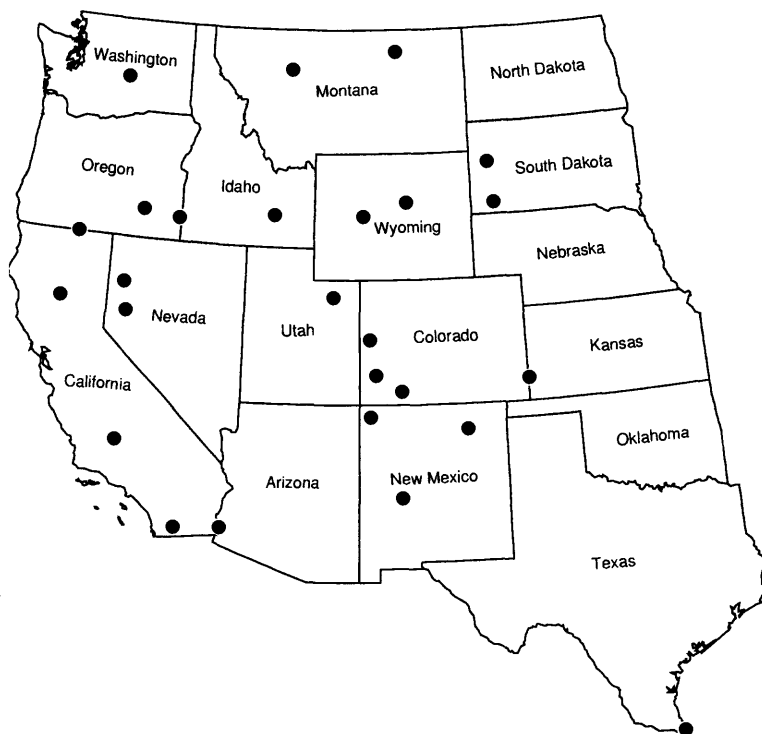 Washington
Montana
North Dakota
Oregon
Idaho
South Dakota
Wyoming
Nebraska
Nevada
Utah
Colorado
Kansas
California
Oklahoma
Arizona
New Mexico
Texas